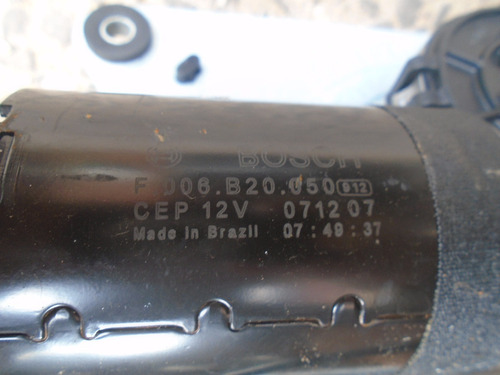 BOSCH
F 006.B20.050 912
CEP 12V 071207
Made in Brazil 07:49:37